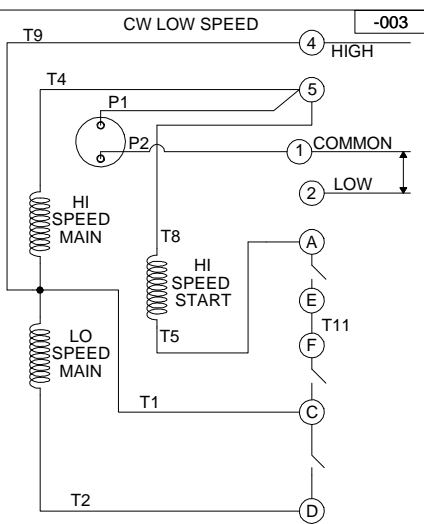 CW LOW SPEED
-003
T9
4
HIGH
T4
5
P1
P2
1
COMMON
2
LOW
HI
SPEED
MAIN
T8
A
HI
SPEED
START
E
T11
T5
F
LO
SPEED
MAIN
T1
C
T2
D